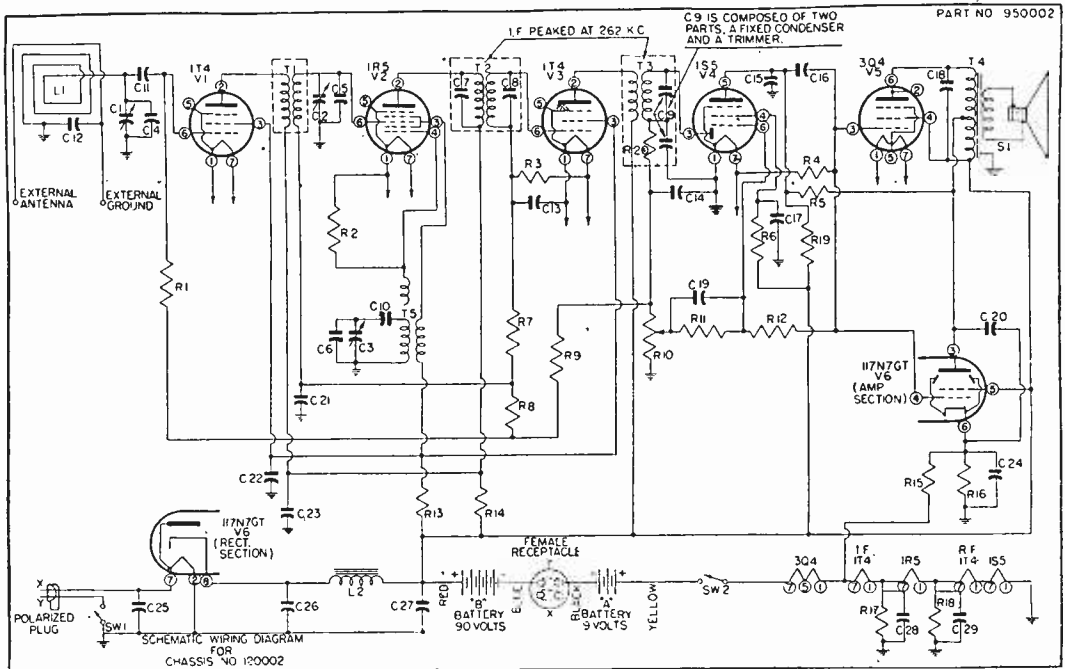 PART NO 950002
C9 IS COMPOSED OF TWO
PARTS, A FIXED CONDENSER
AND A TRIMMER.
I.F. PEAKED AT 262 KC
1T4
V1
T1
1R5
V2
T2
1T4
V3
T3
1S5
V4
3Q4
V5
T4
S1
L1
C11
C1
C4
C12
C2
C5
C7
C8
C9
R20
C15
C16
C18
EXTERNAL
ANTENNA
EXTERNAL
GROUND
R3
C13
C14
R4
R5
R2
R6
C17
R19
R1
C10
T5
C6
C3
R7
R9
C19
R11
R12
R10
C20
117N7GT
V6
(AMP
SECTION)
C21
R8
C22
C23
R13
R14
R15
R16
C24
117N7GT
V6
(RECT.
SECTION)
FEMALE
RECEPTACLE
X
Y
POLARIZED
PLUG
SW1
C25
C26
L2
C27
RED
"B"
BATTERY
90 VOLTS
BLACK
"A"
BATTERY
9 VOLTS
YELLOW
SW2
3Q4
I.F.
1T4
1R5
R.F
1T4
1S5
R17
C28
R18
C29
SCHEMATIC WIRING DIAGRAM
FOR
CHASSIS NO 120002